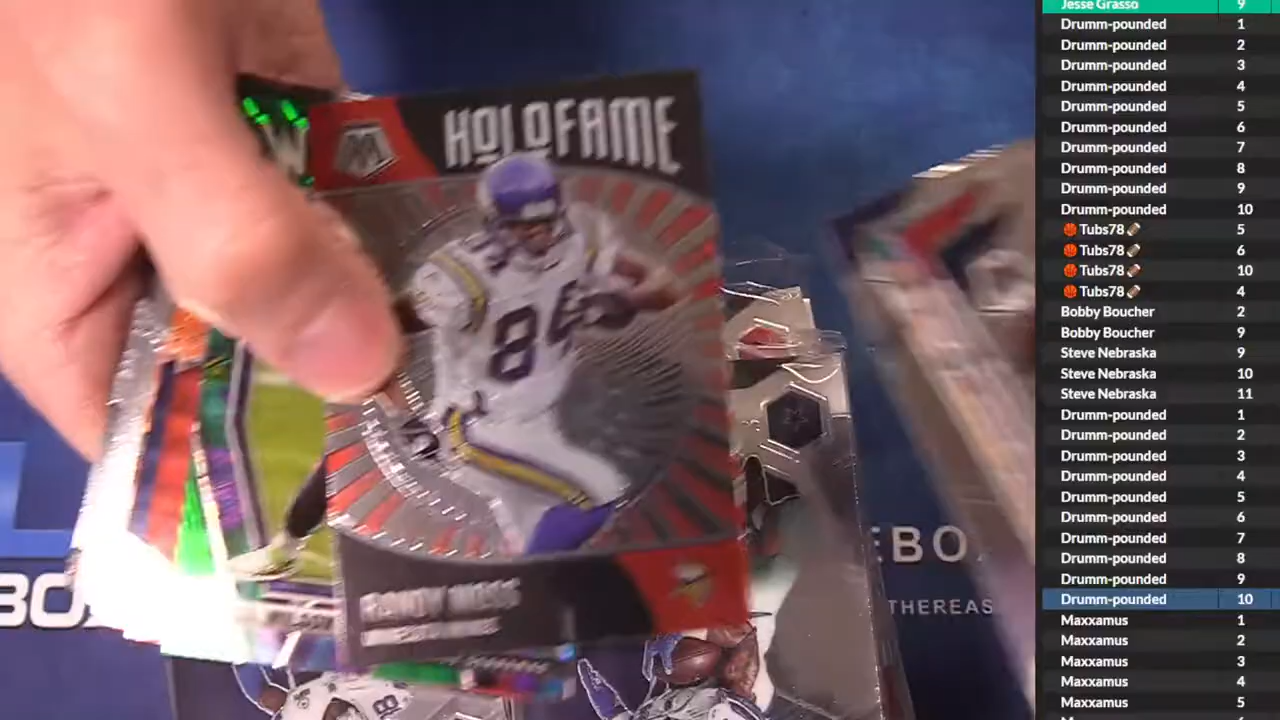 HOLOFAME
84
RANDY MOSS
EBO
THEREAS
BO
Jesse Grasso 9
Drumm-pounded 1
Drumm-pounded 2
Drumm-pounded 3
Drumm-pounded 4
Drumm-pounded 5
Drumm-pounded 6
Drumm-pounded 7
Drumm-pounded 8
Drumm-pounded 9
Drumm-pounded 10
🏀 Tubs78 🏈 5
🏀 Tubs78 🏈 6
🏀 Tubs78 🏈 10
🏀 Tubs78 🏈 4
Bobby Boucher 2
Bobby Boucher 9
Steve Nebraska 9
Steve Nebraska 10
Steve Nebraska 11
Drumm-pounded 1
Drumm-pounded 2
Drumm-pounded 3
Drumm-pounded 4
Drumm-pounded 5
Drumm-pounded 6
Drumm-pounded 7
Drumm-pounded 8
Drumm-pounded 9
Drumm-pounded 10
Maxxamus 1
Maxxamus 2
Maxxamus 3
Maxxamus 4
Maxxamus 5